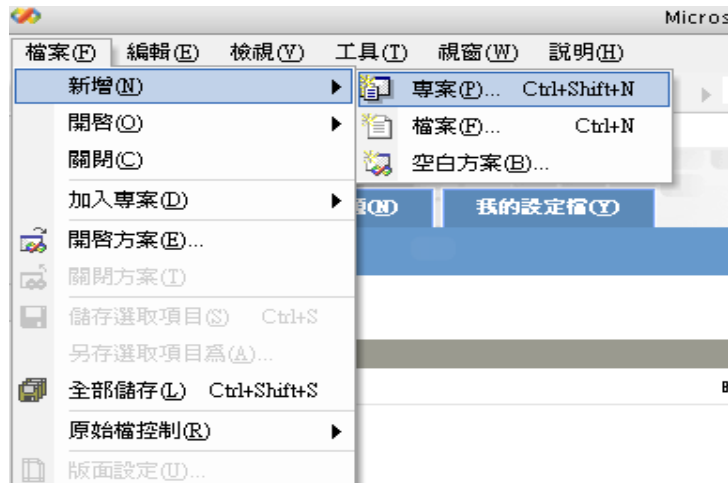 Micros
檔案(F) 編輯(E) 檢視(V) 工具(T) 視窗(W) 說明(H)
新增(N)
專案(P)... Ctrl+Shift+N
開啓(O)
檔案(F)... Ctrl+N
關閉(C)
空白方案(B)...
加入專案(D)
(N) 我的設定檔(Y)
開啓方案(E)...
關閉方案(T)
儲存選取項目(S) Ctrl+S
另存選取項目爲(A)...
全部儲存(L) Ctrl+Shift+S
原始檔控制(R)
版面設定(U)...